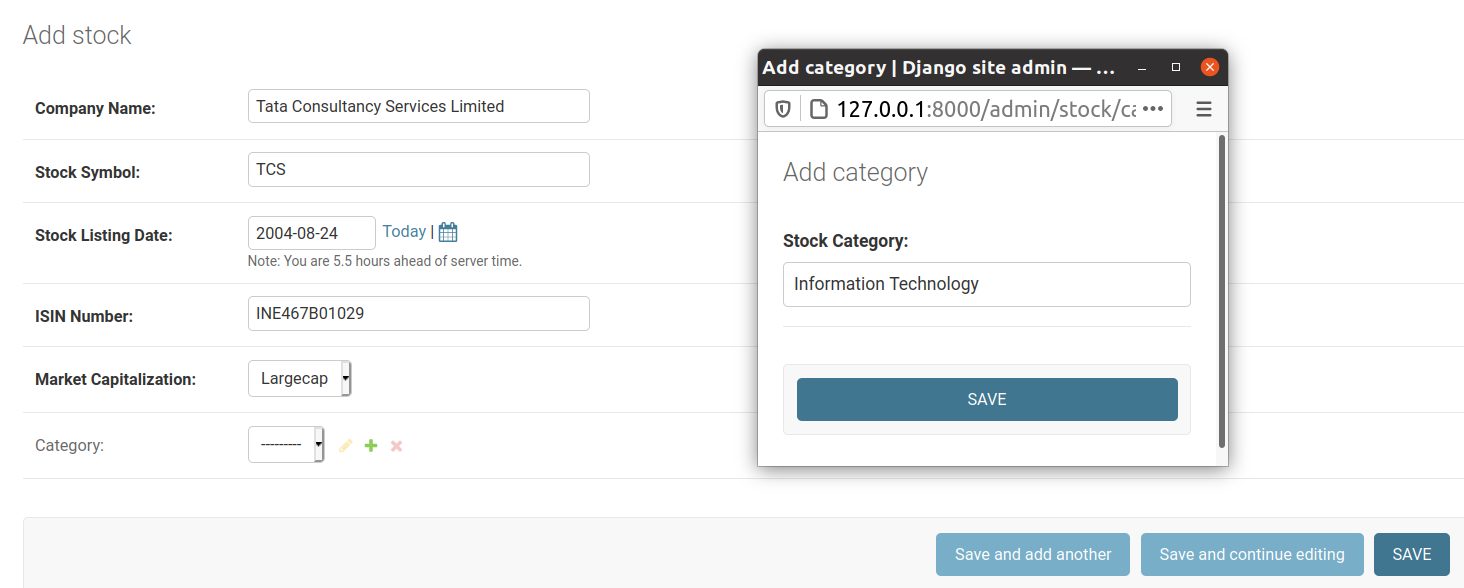 Add stock
Company Name: Tata Consultancy Services Limited
Stock Symbol: TCS
Stock Listing Date: 2004-08-24 Today |
Note: You are 5.5 hours ahead of server time.
ISIN Number: INE467B01029
Market Capitalization: Largecap
Category: ---------
Add category | Django site admin — ...
127.0.0.1:8000/admin/stock/ca
Add category
Stock Category:
Information Technology
SAVE
Save and add another Save and continue editing SAVE